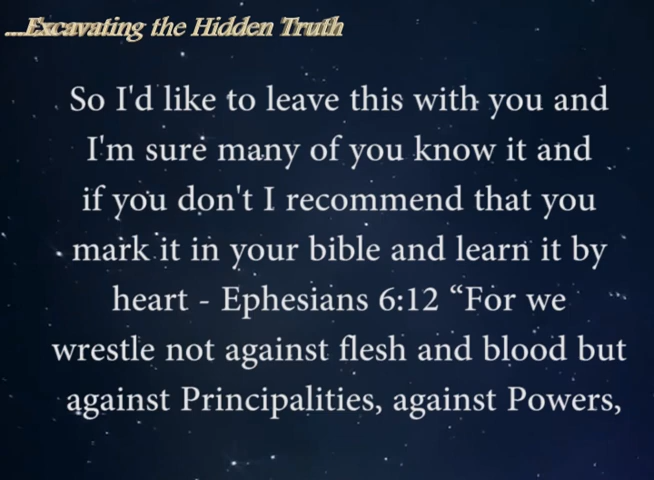 ...Excavating the Hidden Truth
So I'd like to leave this with you and
I'm sure many of you know it and
if you don't I recommend that you
mark it in your bible and learn it by
heart - Ephesians 6:12 “For we
wrestle not against flesh and blood but
against Principalities, against Powers,